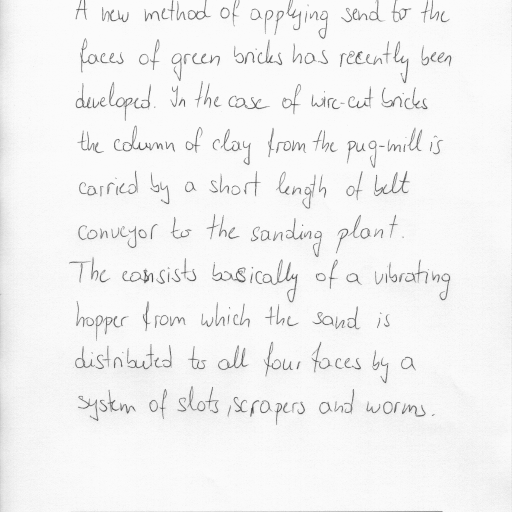 A new method of applying send to the
faces of green bricks has recently been
developed. In the case of wire-cut bricks
the column of clay from the pug-mill is
carried by a short length of belt
conveyor to the sanding plant.
The consists basically of a vibrating
hopper from which the sand is
distributed to all four faces by a
system of slots, scrapers and worms.